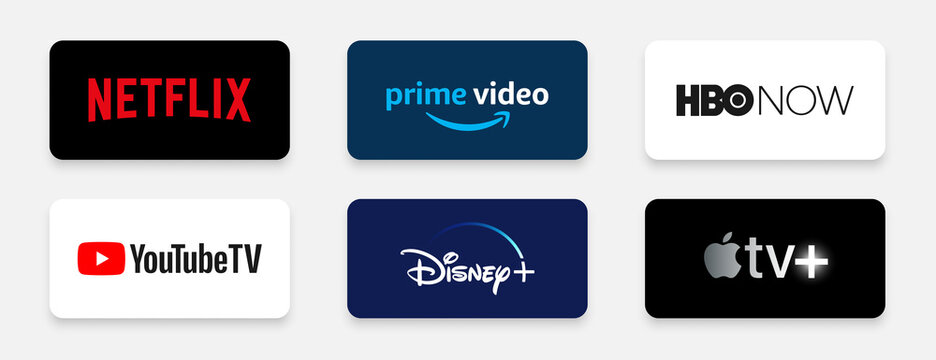 NETFLIX
prime video
HBO NOW
YouTubeTV
Disney+
tv+